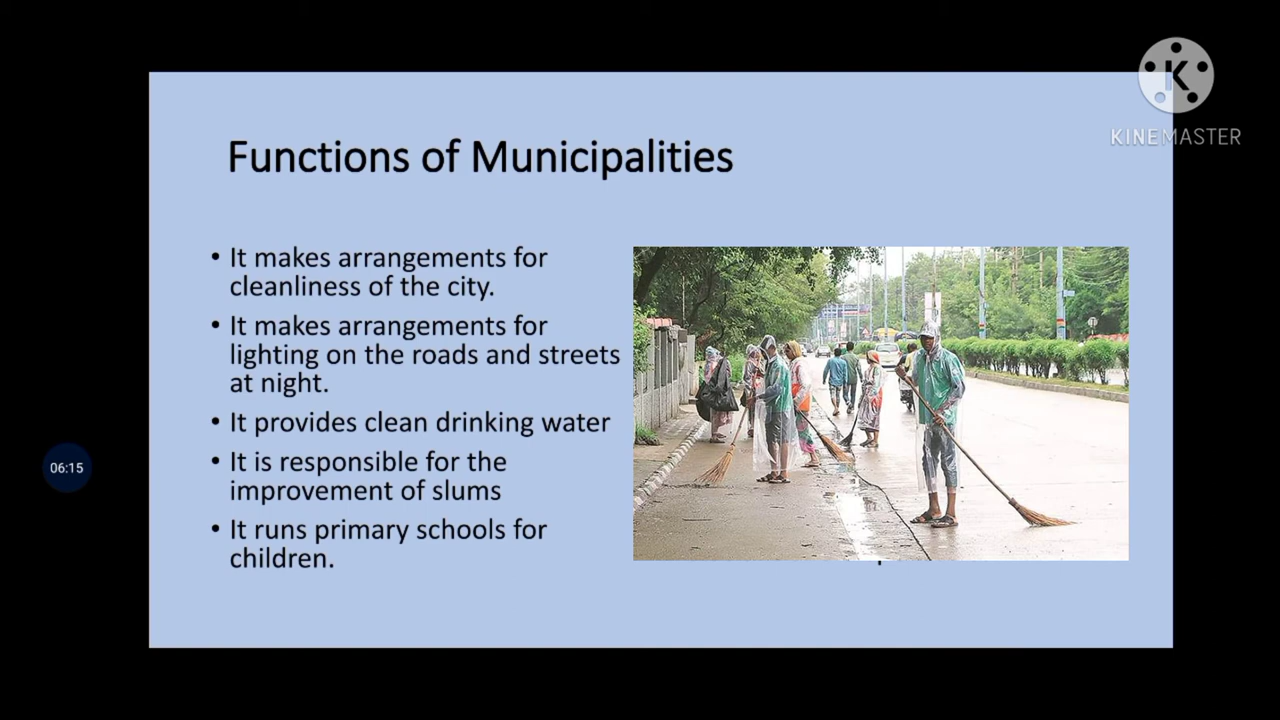 KINEMASTER
Functions of Municipalities
• It makes arrangements for
cleanliness of the city.
• It makes arrangements for
lighting on the roads and streets
at night.
• It provides clean drinking water
• It is responsible for the
improvement of slums
• It runs primary schools for
children.
06:15